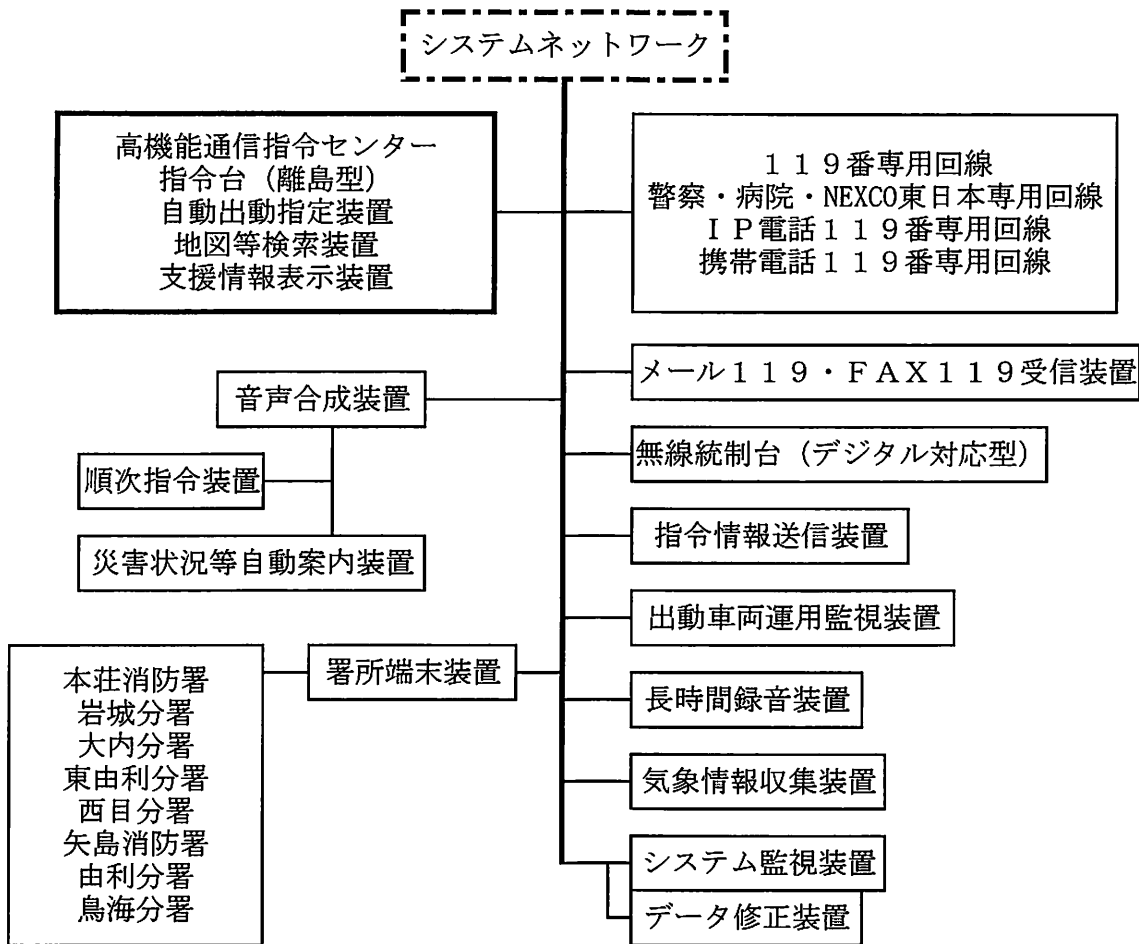 システムネットワーク
高機能通信指令センター
指令台（離島型）
自動出動指定装置
地図等検索装置
支援情報表示装置
１１９番専用回線
警察・病院・NEXCO東日本専用回線
ＩＰ電話１１９番専用回線
携帯電話１１９番専用回線
メール１１９・ＦＡＸ１１９受信装置
音声合成装置
無線統制台（デジタル対応型）
順次指令装置
指令情報送信装置
災害状況等自動案内装置
出動車両運用監視装置
署所端末装置
本荘消防署
岩城分署
大内分署
東由利分署
西目分署
矢島消防署
由利分署
鳥海分署
長時間録音装置
気象情報収集装置
システム監視装置
データ修正装置